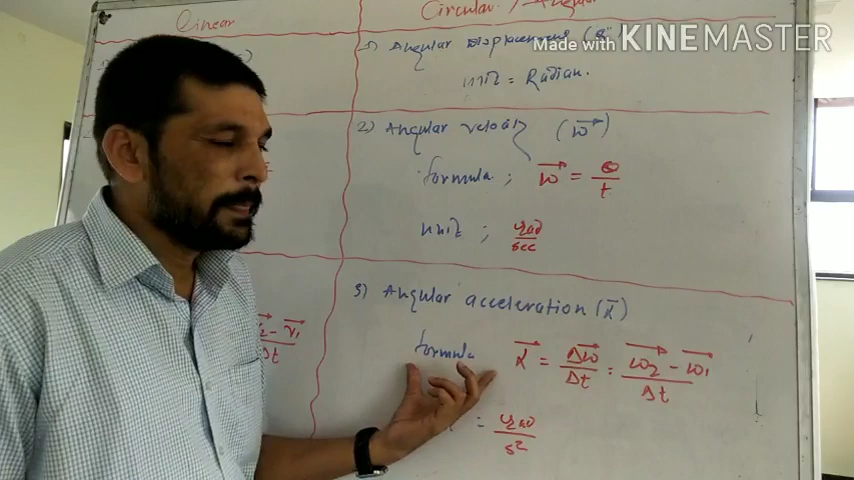 Linear
Circular / Angular
Made with KINEMASTER
1) Angular Displacement (θ)
unit = Radian.
2) Angular velocity (ω→)
formula ; ω→ = θ/t
unit ; rad/sec
3) Angular acceleration (α→)
formula α→ = Δω→/Δt = ω₂→ - ω₁→/Δt
- v₁→
Δt
= rad/s²